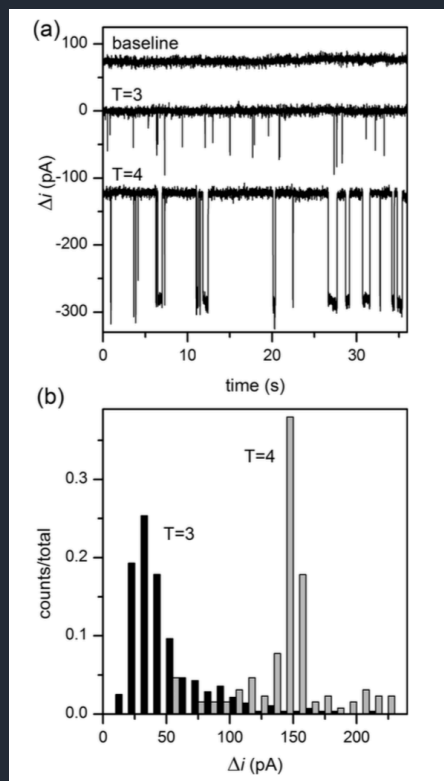 (a)
100
baseline
T=3
0
-100
T=4
-200
-300
Δi (pA)
0
10
20
30
time (s)
(b)
0.3
0.2
0.1
0.0
counts/total
T=4
T=3
0
50
100
150
200
Δi (pA)